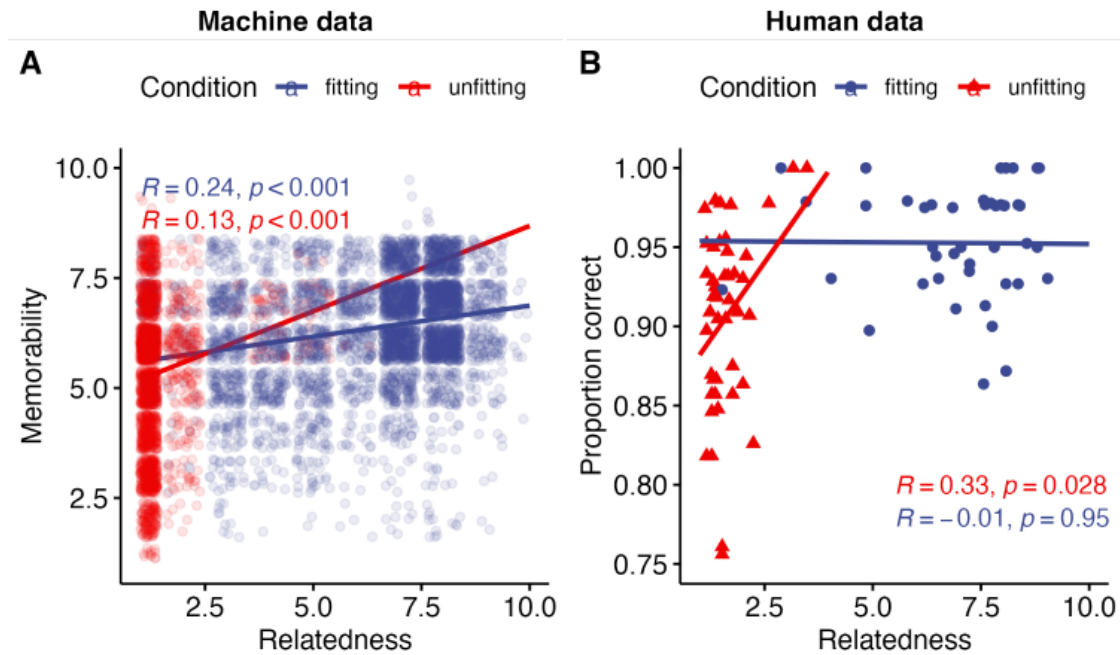 Machine data
A
Condition a fitting a unfitting
R = 0.24, p < 0.001
R = 0.13, p < 0.001
Memorability
10.0
7.5
5.0
2.5
2.5 5.0 7.5 10.0
Relatedness
Human data
B
Condition a fitting a unfitting
Proportion correct
1.00
0.95
0.90
0.85
0.80
0.75
R = 0.33, p = 0.028
R = −0.01, p = 0.95
2.5 5.0 7.5 10.0
Relatedness